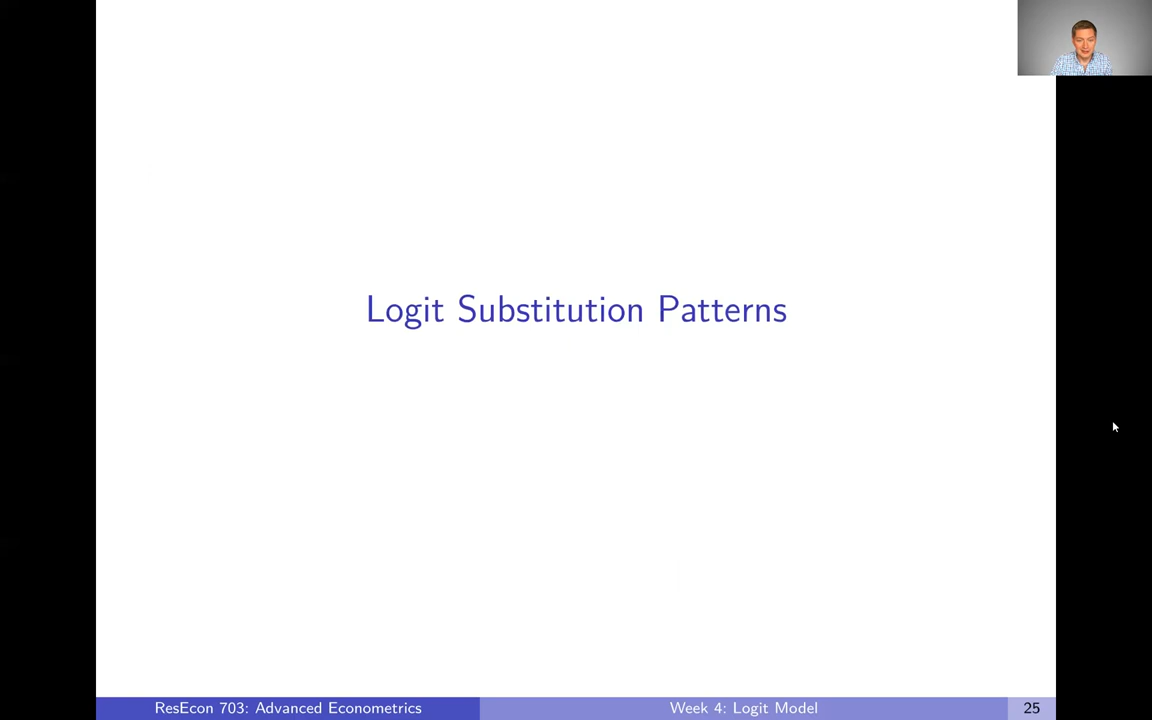 Logit Substitution Patterns
ResEcon 703: Advanced Econometrics
Week 4: Logit Model
25